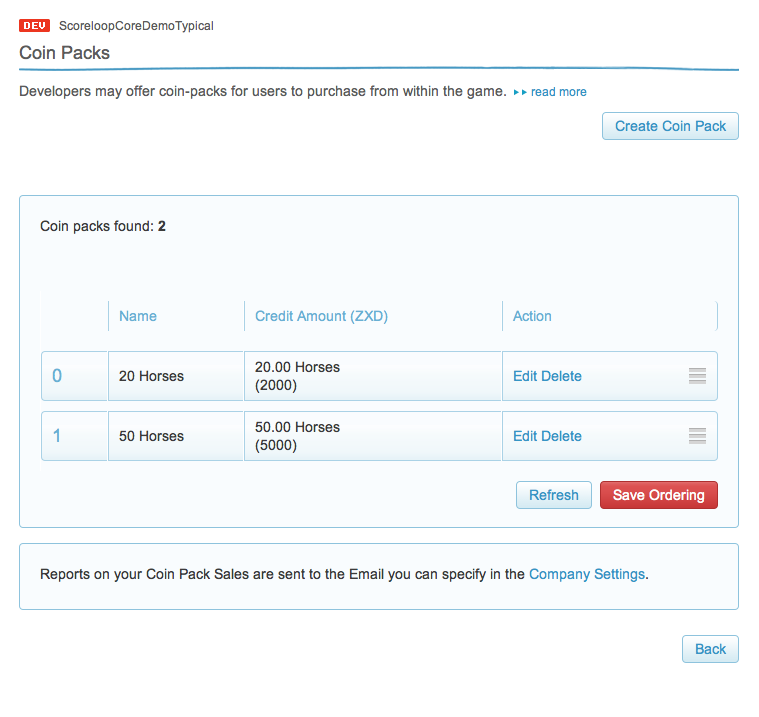 DEV ScoreloopCoreDemoTypical
Coin Packs
Developers may offer coin-packs for users to purchase from within the game. ▸▸ read more
Create Coin Pack
Coin packs found: 2
Name Credit Amount (ZXD) Action
0 20 Horses 20.00 Horses (2000) Edit Delete
1 50 Horses 50.00 Horses (5000) Edit Delete
Refresh Save Ordering
Reports on your Coin Pack Sales are sent to the Email you can specify in the Company Settings.
Back